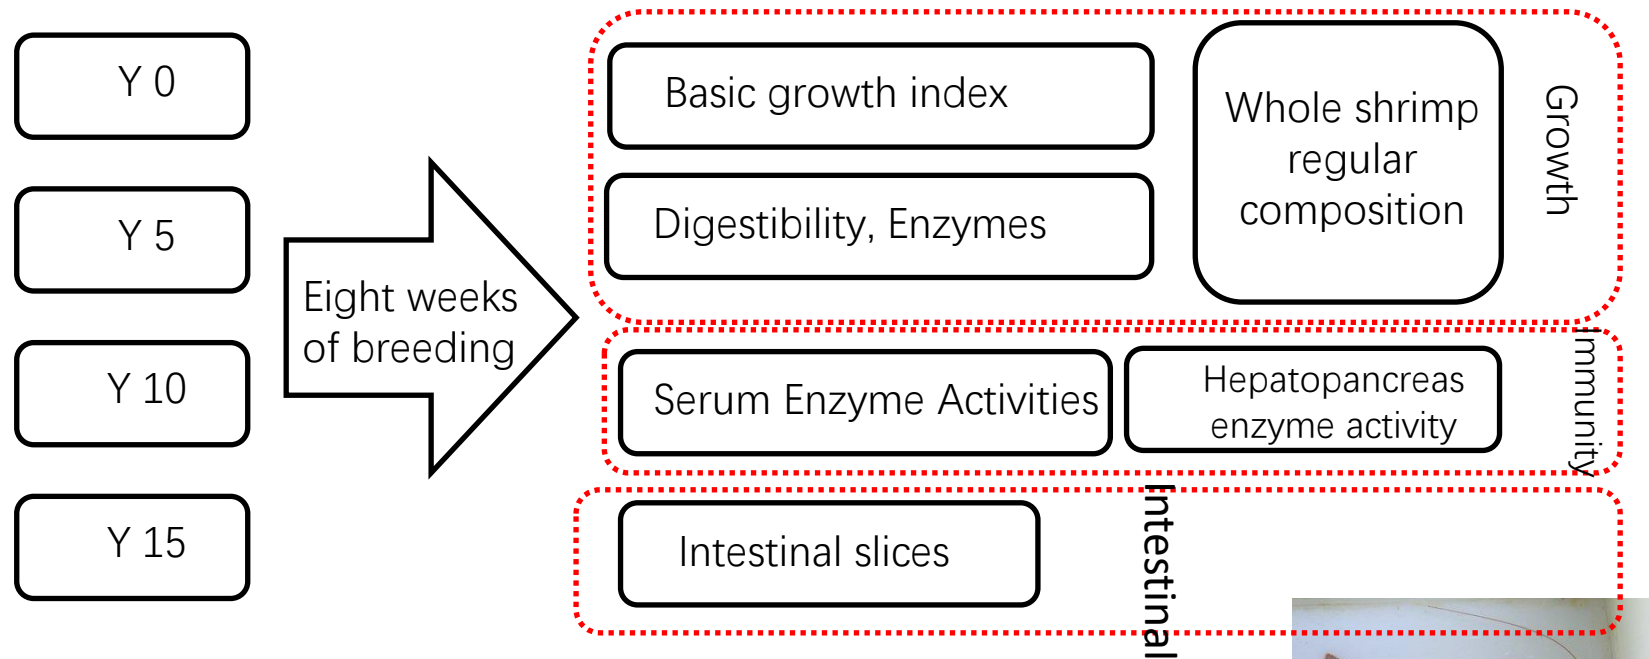 Y 0
Y 5
Y 10
Y 15
Eight weeks
of breeding
Basic growth index
Digestibility, Enzymes
Whole shrimp
regular
composition
Growth
Serum Enzyme Activities
Hepatopancreas
enzyme activity
Immunity
Intestinal slices
Intestinal